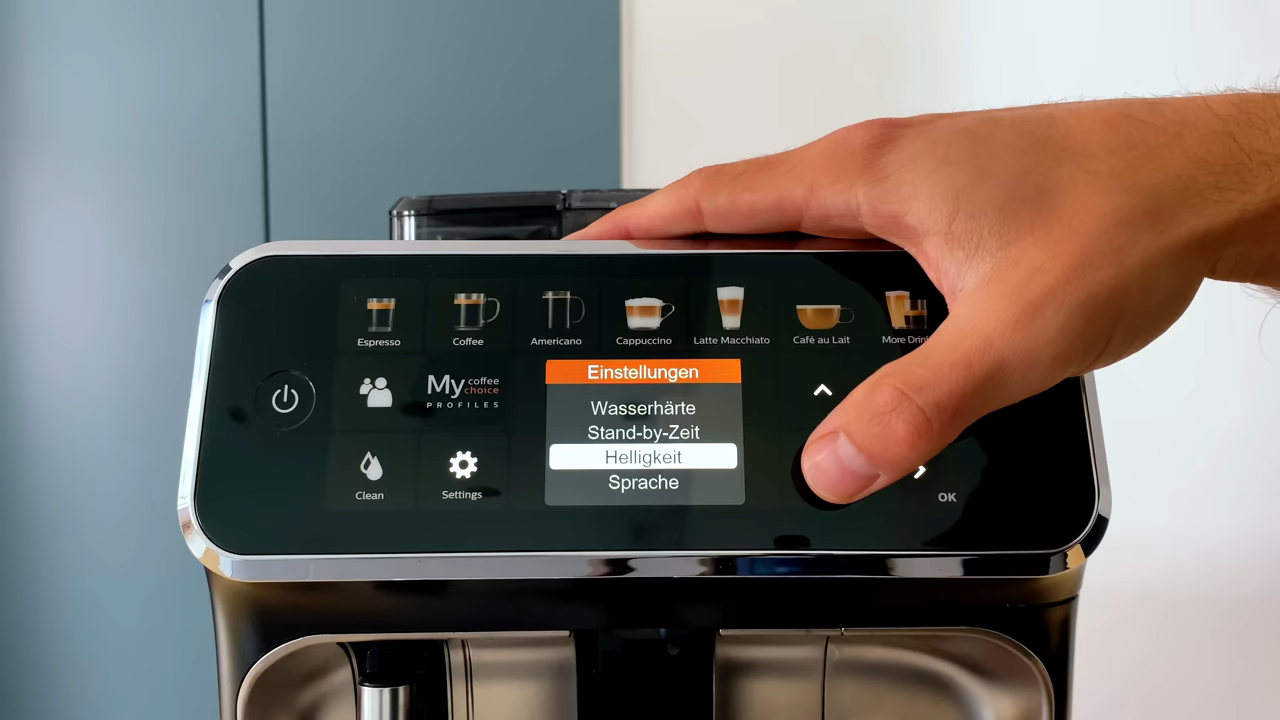 Espresso
Coffee
Americano
Cappuccino
Latte Macchiato
Café au Lait
More
My coffee choice
PROFILES
Einstellungen
Wasserhärte
Stand-by-Zeit
Helligkeit
Sprache
Clean
Settings
OK